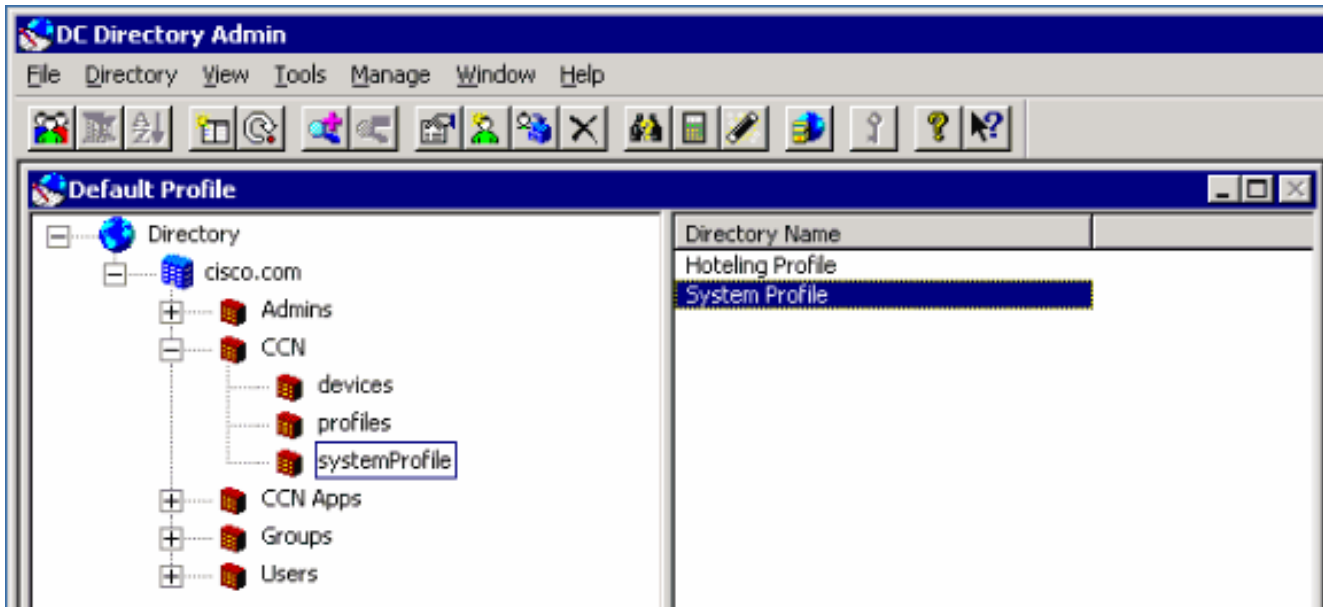 DC Directory Admin
File Directory View Tools Manage Window Help
Default Profile
Directory
cisco.com
Admins
CCN
devices
profiles
systemProfile
CCN Apps
Groups
Users
Directory Name
Hoteling Profile
System Profile